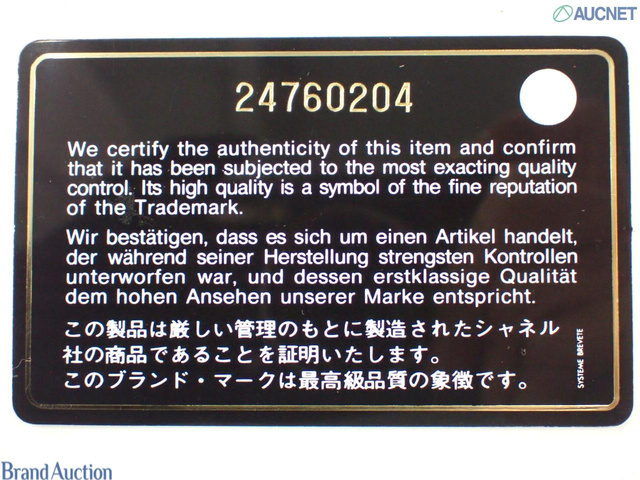 AUCNET
24760204
We certify the authenticity of this item and confirm
that it has been subjected to the most exacting quality
control. Its high quality is a symbol of the fine reputation
of the Trademark.
Wir bestätigen, dass es sich um einen Artikel handelt,
der während seiner Herstellung strengsten Kontrollen
unterworfen war, und dessen erstklassige Qualität
dem hohen Ansehen unserer Marke entspricht.
この製品は厳しい管理のもとに製造されたシャネル
社の商品であることを証明いたします。
このブランド・マークは最高級品質の象徴です。
SYSTEME BREVETE
Brand Auction